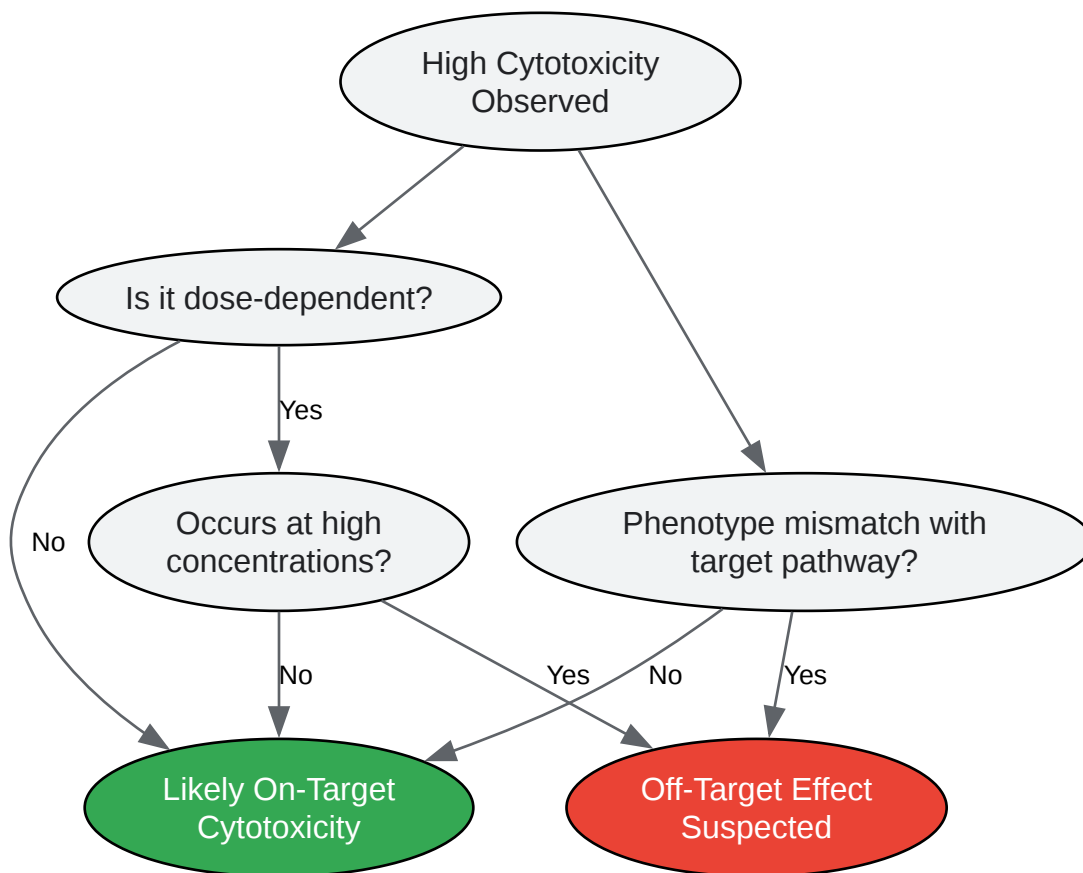 High Cytotoxicity
Observed
Is it dose-dependent?
Yes
No
Occurs at high
concentrations?
Phenotype mismatch with
target pathway?
No
Yes
No
Yes
Likely On-Target
Cytotoxicity
Off-Target Effect
Suspected